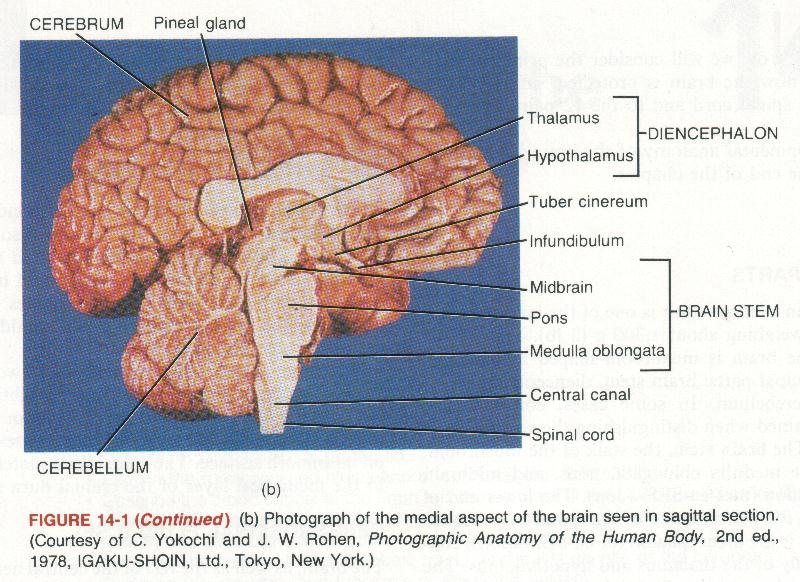 CEREBRUM Pineal gland
Thalamus
DIENCEPHALON
Hypothalamus
Tuber cinereum
Infundibulum
Midbrain
BRAIN STEM
Pons
Medulla oblongata
Central canal
Spinal cord
CEREBELLUM
(b)
FIGURE 14-1 (Continued) (b) Photograph of the medial aspect of the brain seen in sagittal section.
(Courtesy of C. Yokochi and J. W. Rohen, Photographic Anatomy of the Human Body, 2nd ed.,
1978, IGAKU-SHOIN, Ltd., Tokyo, New York.)